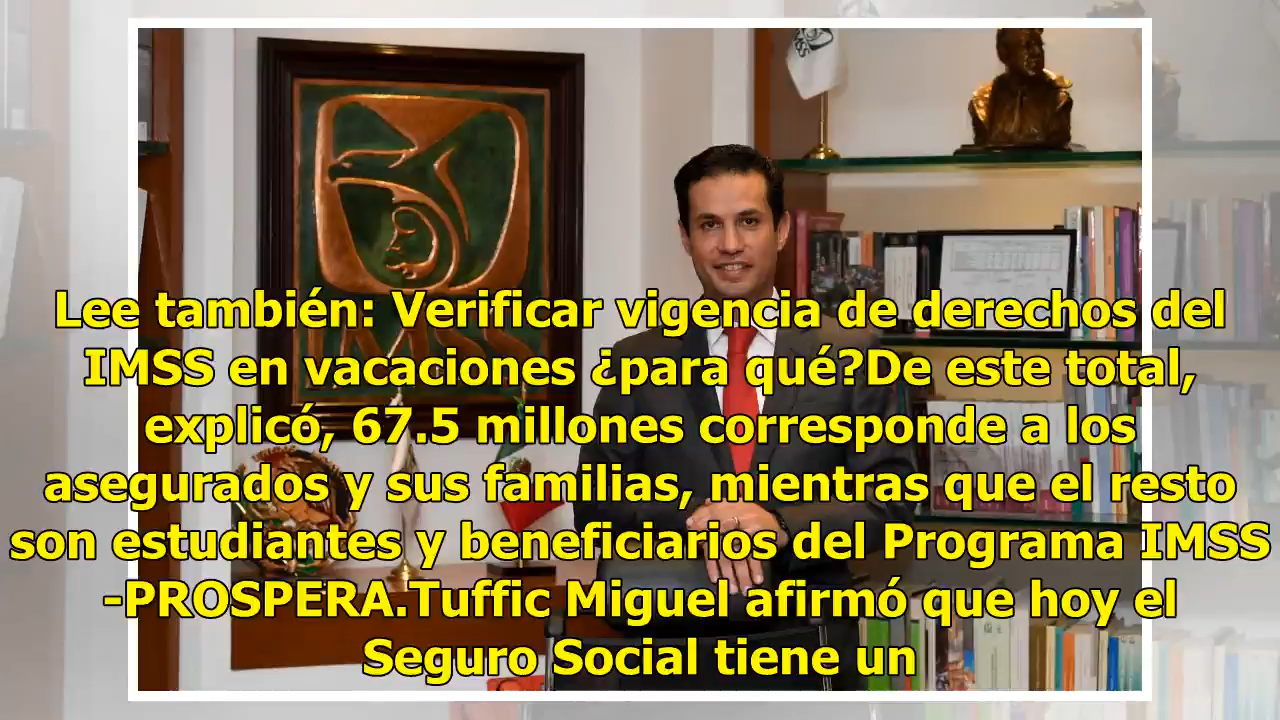 Lee también: Verificar vigencia de derechos del
IMSS en vacaciones ¿para qué?De este total,
explicó, 67.5 millones corresponde a los
asegurados y sus familias, mientras que el resto
son estudiantes y beneficiarios del Programa IMSS
-PROSPERA.Tuffic Miguel afirmó que hoy el
Seguro Social tiene un
IMSS